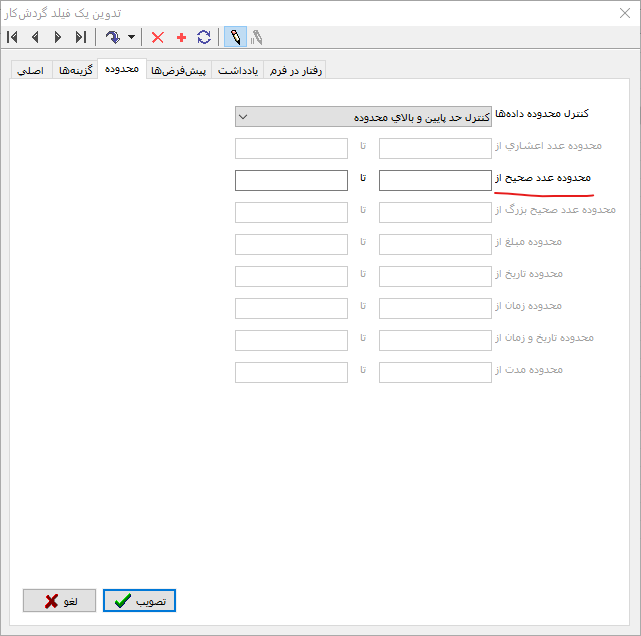 تدوین یک فیلد گردش‌کار
اصلي گزینه‌ها محدوده پیش‌فرض‌ها یادداشت رفتار در فرم
کنترل محدوده داده‌ها کنترل حد پایین و بالاي محدوده
محدوده عدد اعشاري از تا
محدوده عدد صحیح از تا
محدوده عدد صحیح بزرگ از تا
محدوده مبلغ از تا
محدوده تاریخ از تا
محدوده زمان از تا
محدوده تاریخ و زمان از تا
محدوده مدت از تا
تصویب لغو